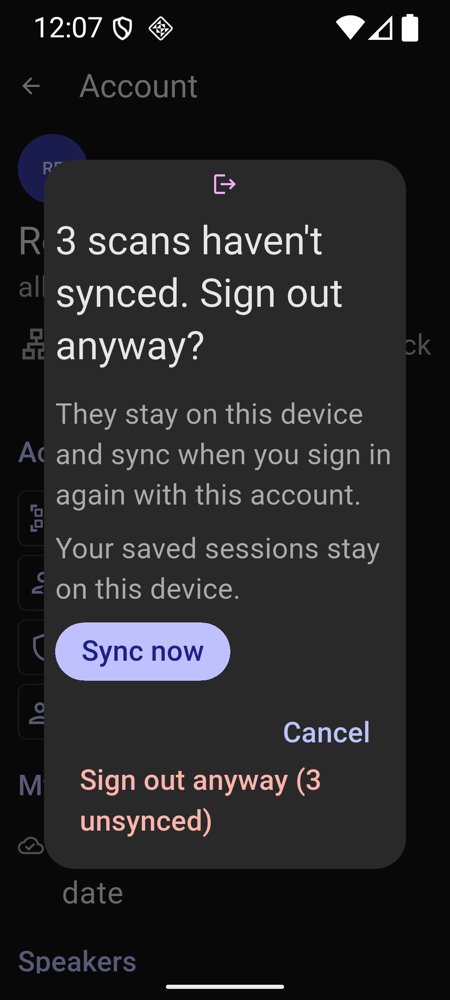 12:07
Account
3 scans haven't
synced. Sign out
anyway?
They stay on this device
and sync when you sign in
again with this account.
Your saved sessions stay
on this device.
Sync now
Cancel
Sign out anyway (3
unsynced)
date
Speakers